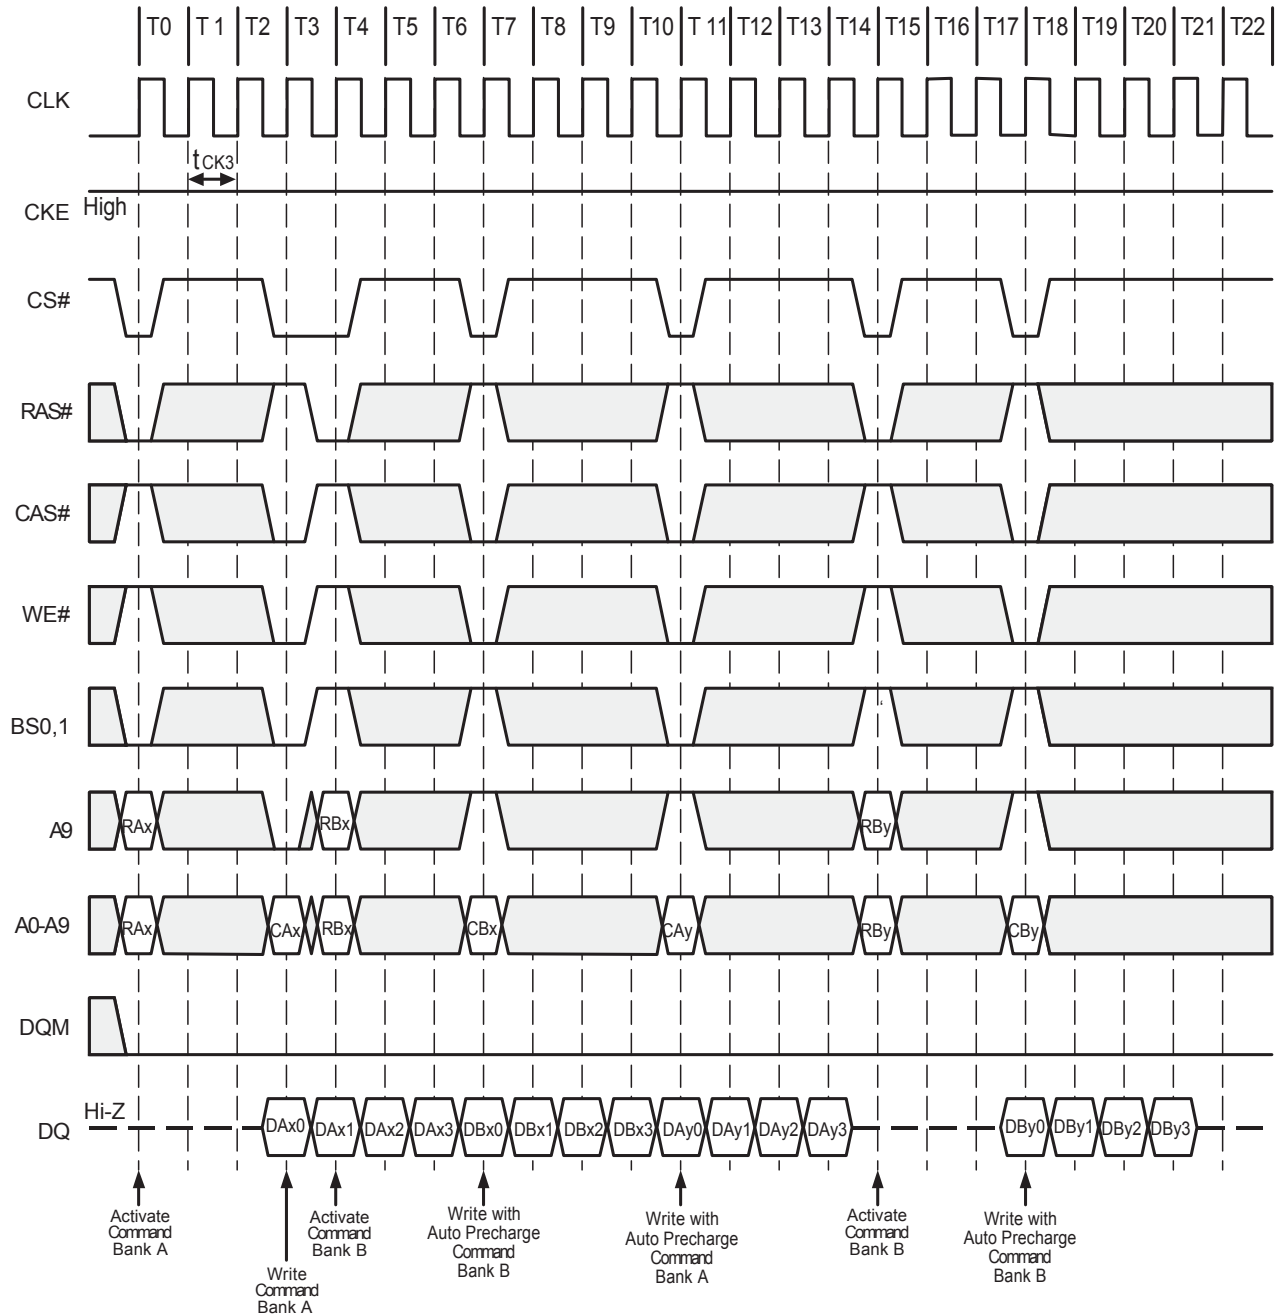 T0 T 1 T2 T3 T4 T5 T6 T7 T8 T9 T10 T 11 T12 T13 T14 T15 T16 T17 T18 T19 T20 T21 T22
CLK
tCK3
CKE High
CS#
RAS#
CAS#
WE#
BS0,1
A9 RAx RBx RBy
A0-A9 RAx CAx RBx CBx CAy RBy CBy
DQM
Hi-Z
DQ DAx0 DAx1 DAx2 DAx3 DBx0 DBx1 DBx2 DBx3 DAy0 DAy1 DAy2 DAy3 DBy0 DBy1 DBy2 DBy3
Activate
Command
Bank A
Write
Command
Bank A
Activate
Command
Bank B
Write with
Auto Precharge
Command
Bank B
Write with
Auto Precharge
Command
Bank A
Activate
Command
Bank B
Write with
Auto Precharge
Command
Bank B